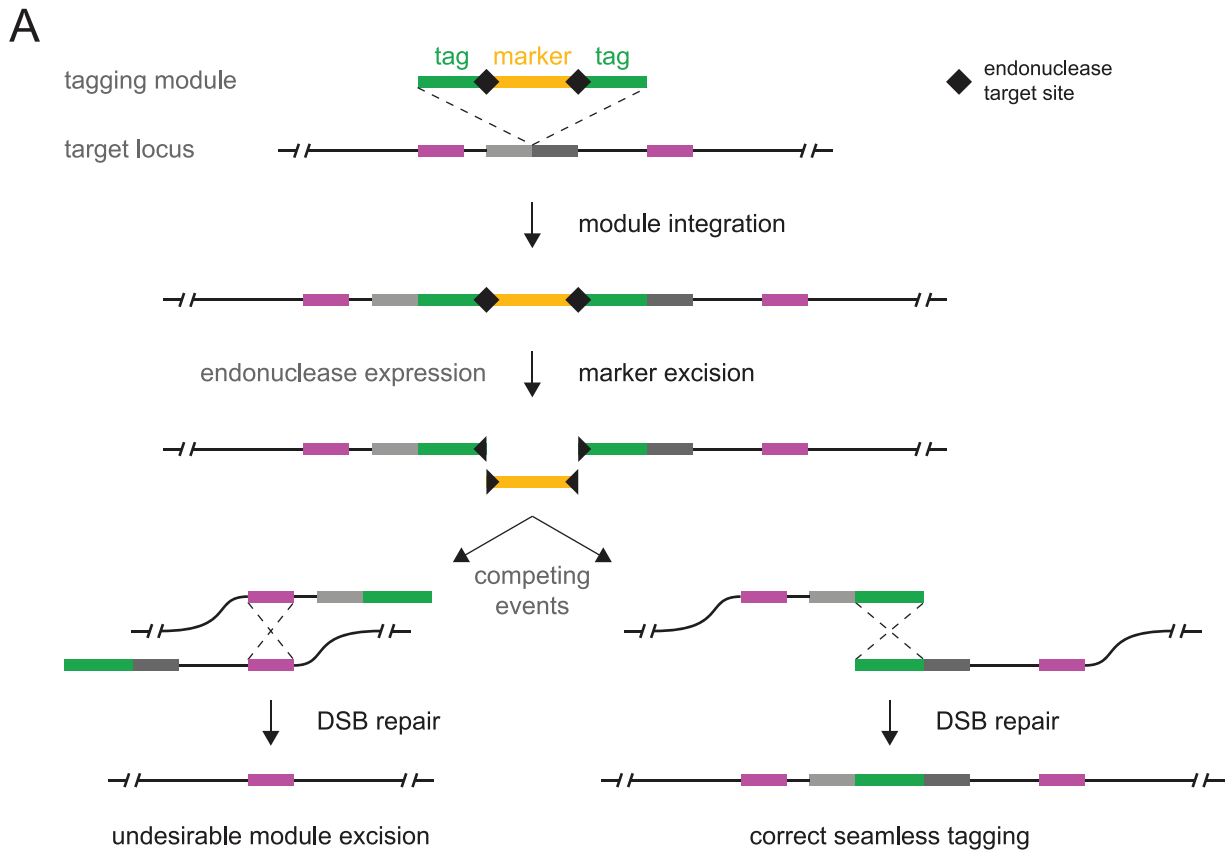 A
tag marker tag
tagging module
endonuclease
target site
target locus
module integration
endonuclease expression
marker excision
competing
events
DSB repair
DSB repair
undesirable module excision
correct seamless tagging